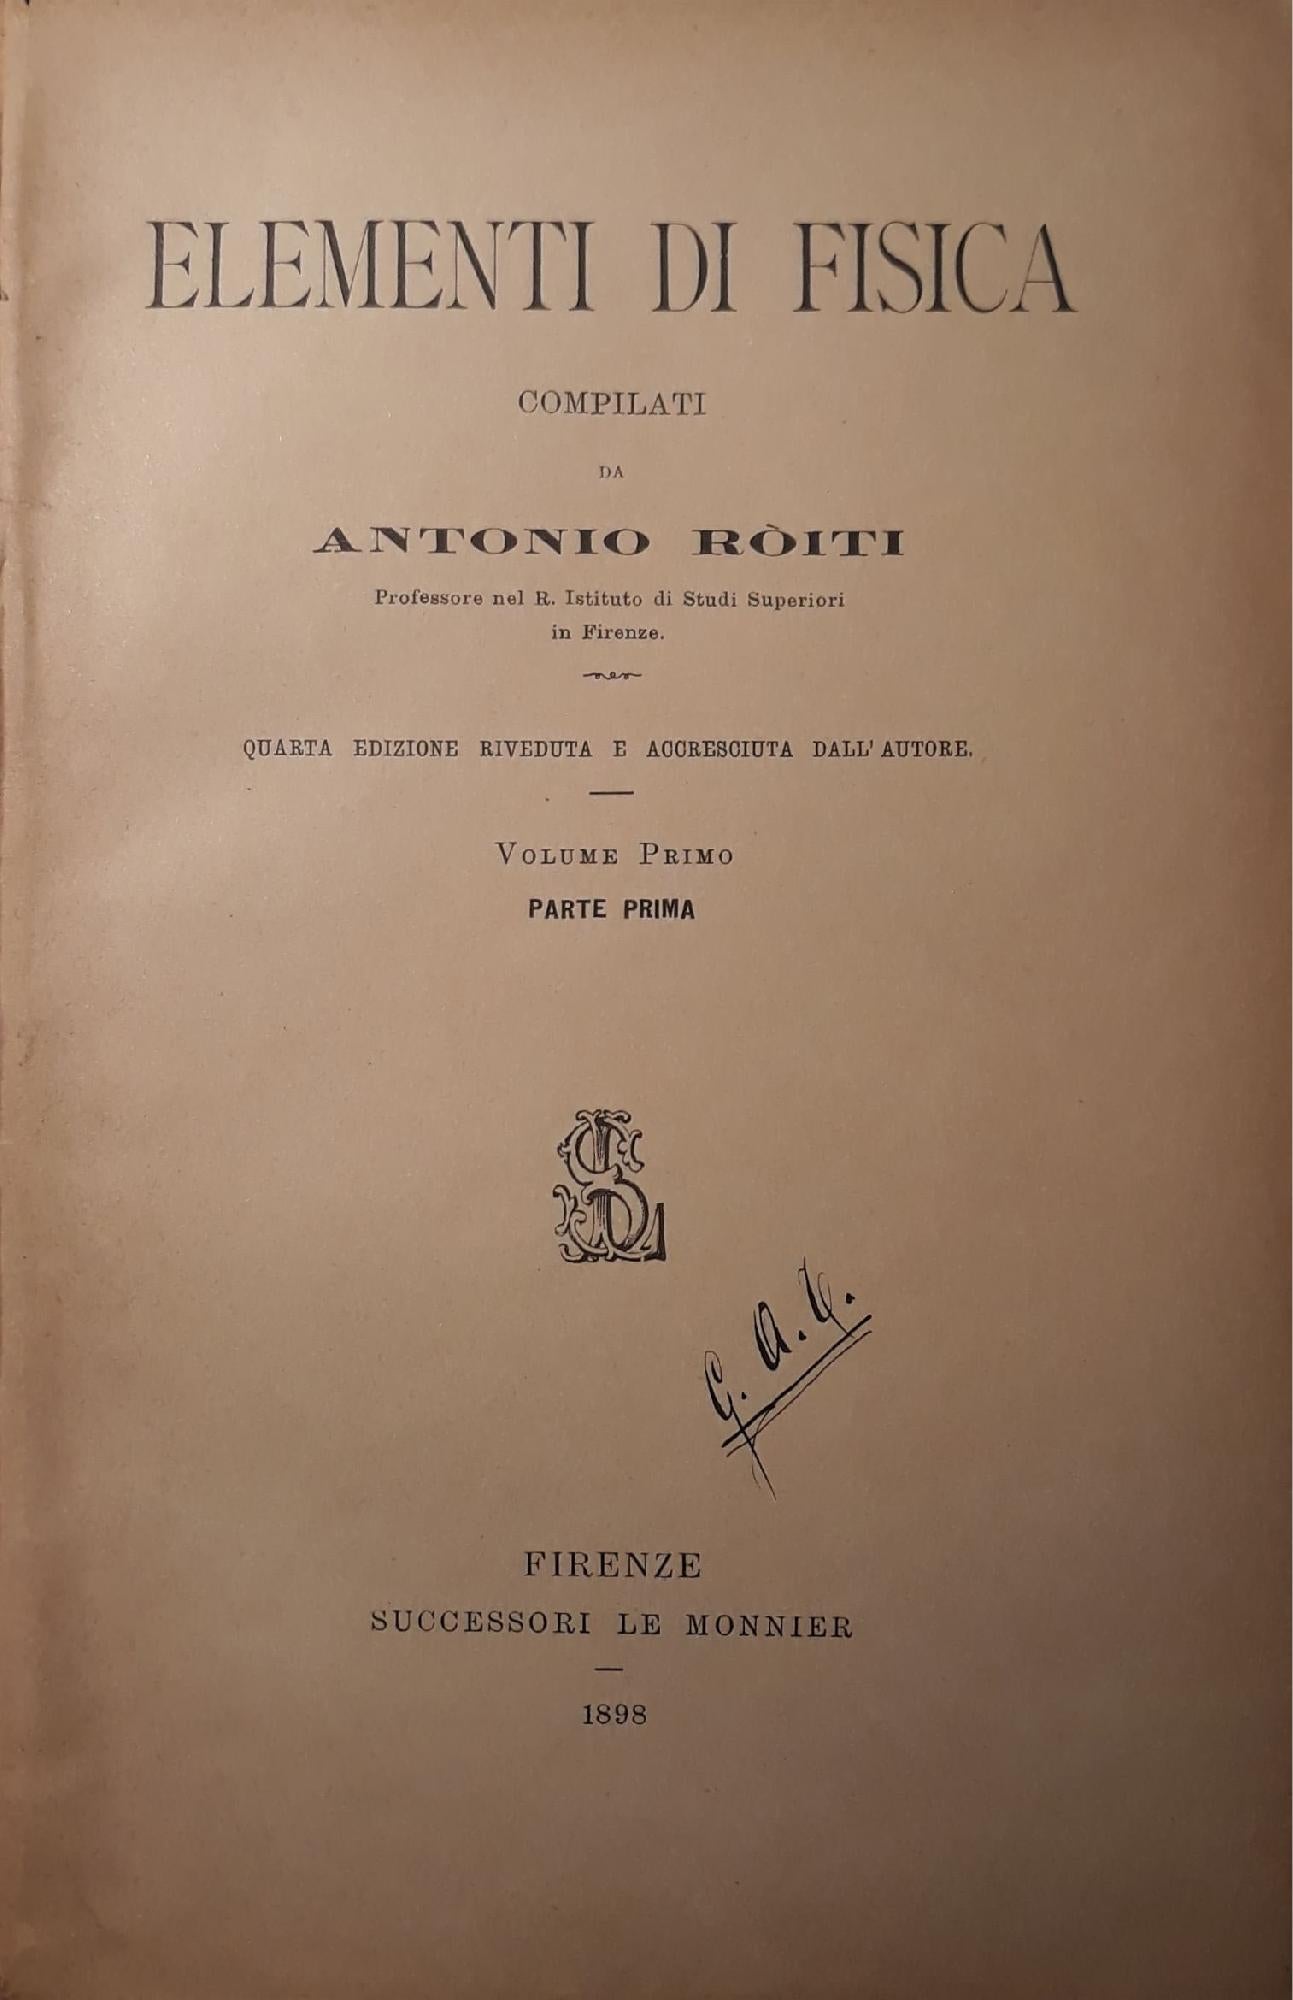 ELEMENTI DI FISICA
COMPILATI
DA
ANTONIO RÒITI
Professore nel R. Istituto di Studi Superiori
in Firenze.
QUARTA EDIZIONE RIVEDUTA E ACCRESCIUTA DALL' AUTORE.
VOLUME PRIMO
PARTE PRIMA
G. A.
FIRENZE
SUCCESSORI LE MONNIER
1898